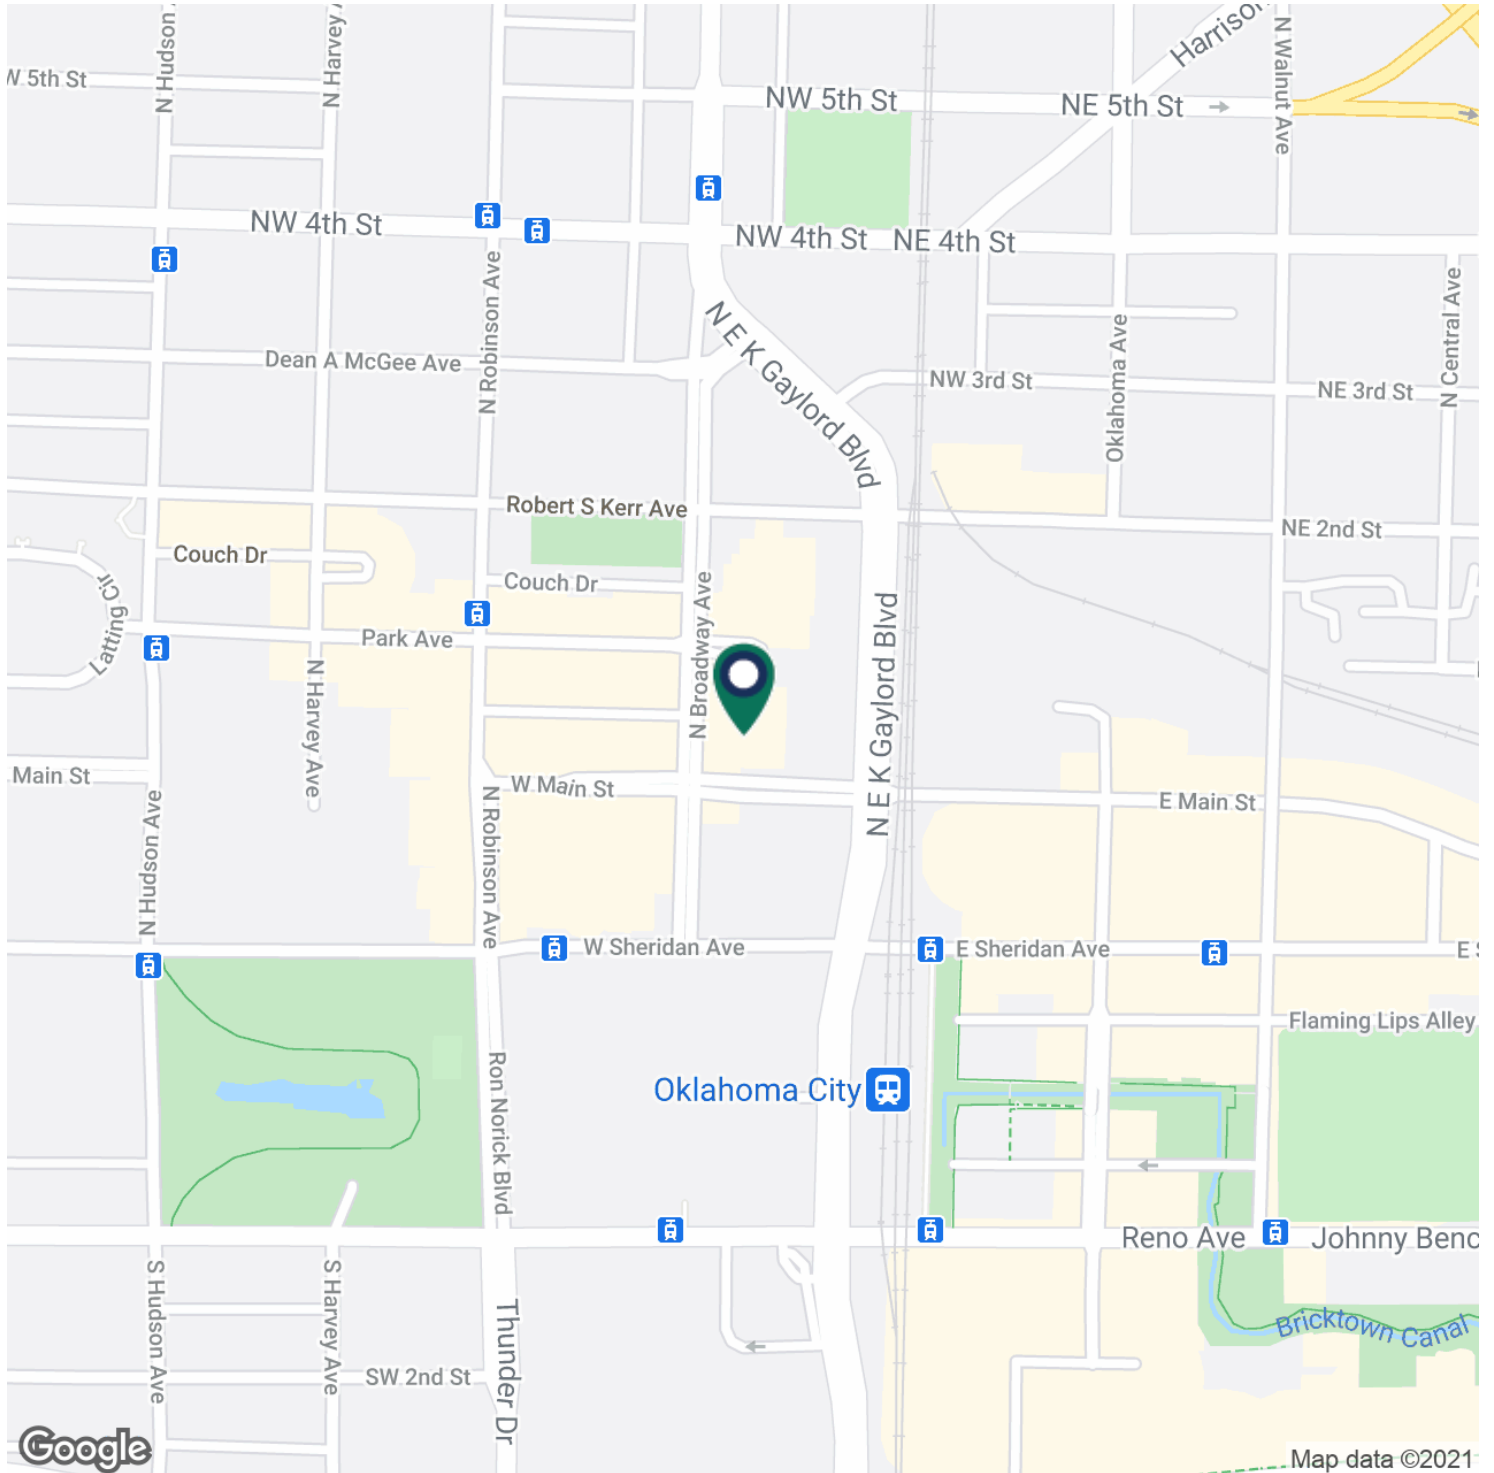 N Hudson
N Harvey
Harrison
N Walnut Ave
W 5th St
NW 5th St
NE 5th St
NW 4th St
NW 4th St
NE 4th St
N Robinson Ave
N E K Gaylord Blvd
Oklahoma Ave
N Central Ave
Dean A McGee Ave
NW 3rd St
NE 3rd St
Robert S Kerr Ave
NE 2nd St
Couch Dr
Couch Dr
Latting Cir
Park Ave
N Broadway Ave
N E K Gaylord Blvd
N Harvey Ave
Main St
W Main St
E Main St
N Hudson Ave
N Robinson Ave
W Sheridan Ave
E Sheridan Ave
E S
Flaming Lips Alley
Oklahoma City
Ron Norick Blvd
Reno Ave
Johnny Benc
S Hudson Ave
S Harvey Ave
Thunder Dr
Bricktown Canal
SW 2nd St
Google
Map data ©2021